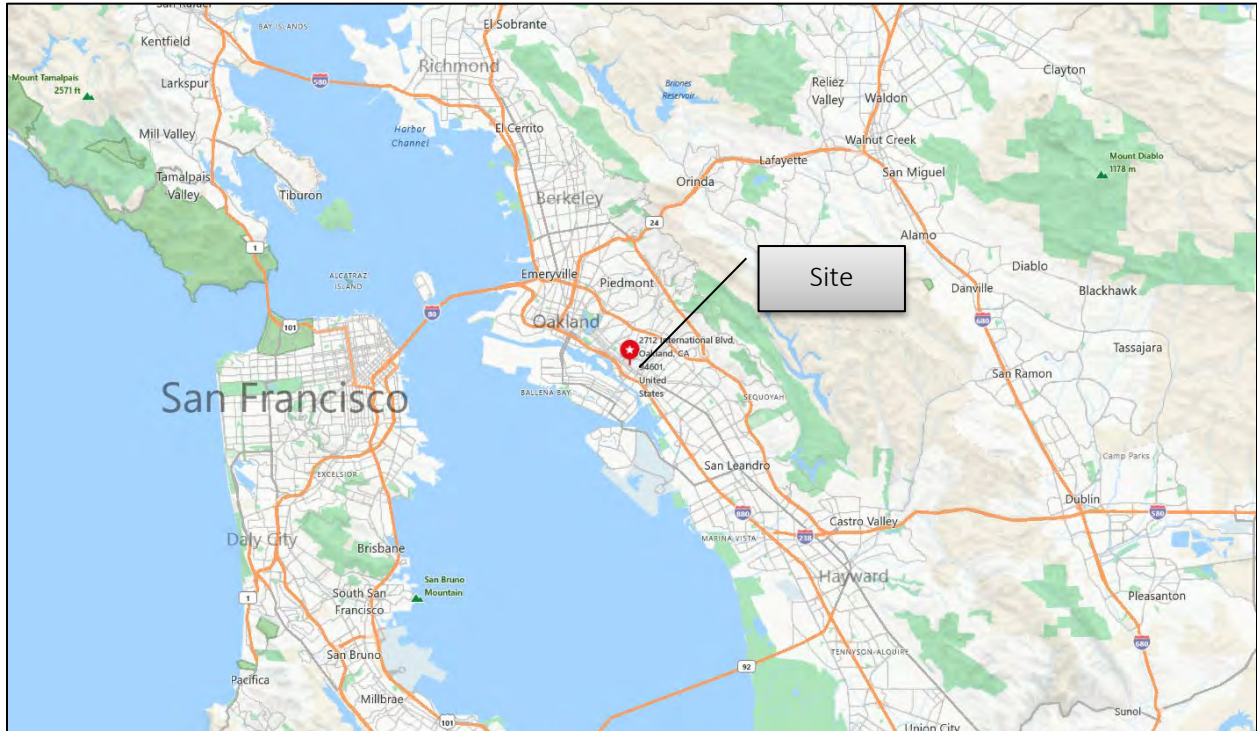 San Rafael
BAY ISLANDS
El Sobrante
Kentfield
Richmond
Clayton
Mount Tamalpais
2571 ft
Larkspur
580
Briones
Reservoir
Reliez
Valley
Waldon
Mill Valley
Harbor
Channel
El Cerrito
Walnut Creek
Lafayette
Mount Diablo
1178 m
Tamalpais
Valley
Tiburon
Orinda
San Miguel
Berkeley
24
1
Alamo
ALCATRAZ
ISLAND
Emeryville
Piedmont
Site
Diablo
Danville
Blackhawk
80
101
Oakland
680
2712 International Blvd,
Oakland, CA
94601,
United
States
Tassajara
San Francisco
BALLENA BAY
SEQUOYAH
San Ramon
EXCELSIOR
San Leandro
Camp Parks
Dublin
880
580
Castro Valley
Daly City
Brisbane
MARINA VISTA
238
Hayward
San Bruno
Mountain
1
South San
Francisco
Pleasanton
680
San Bruno
TENNYSON-ALQUIRE
92
Pacifica
Millbrae
101
Union City
Sunol